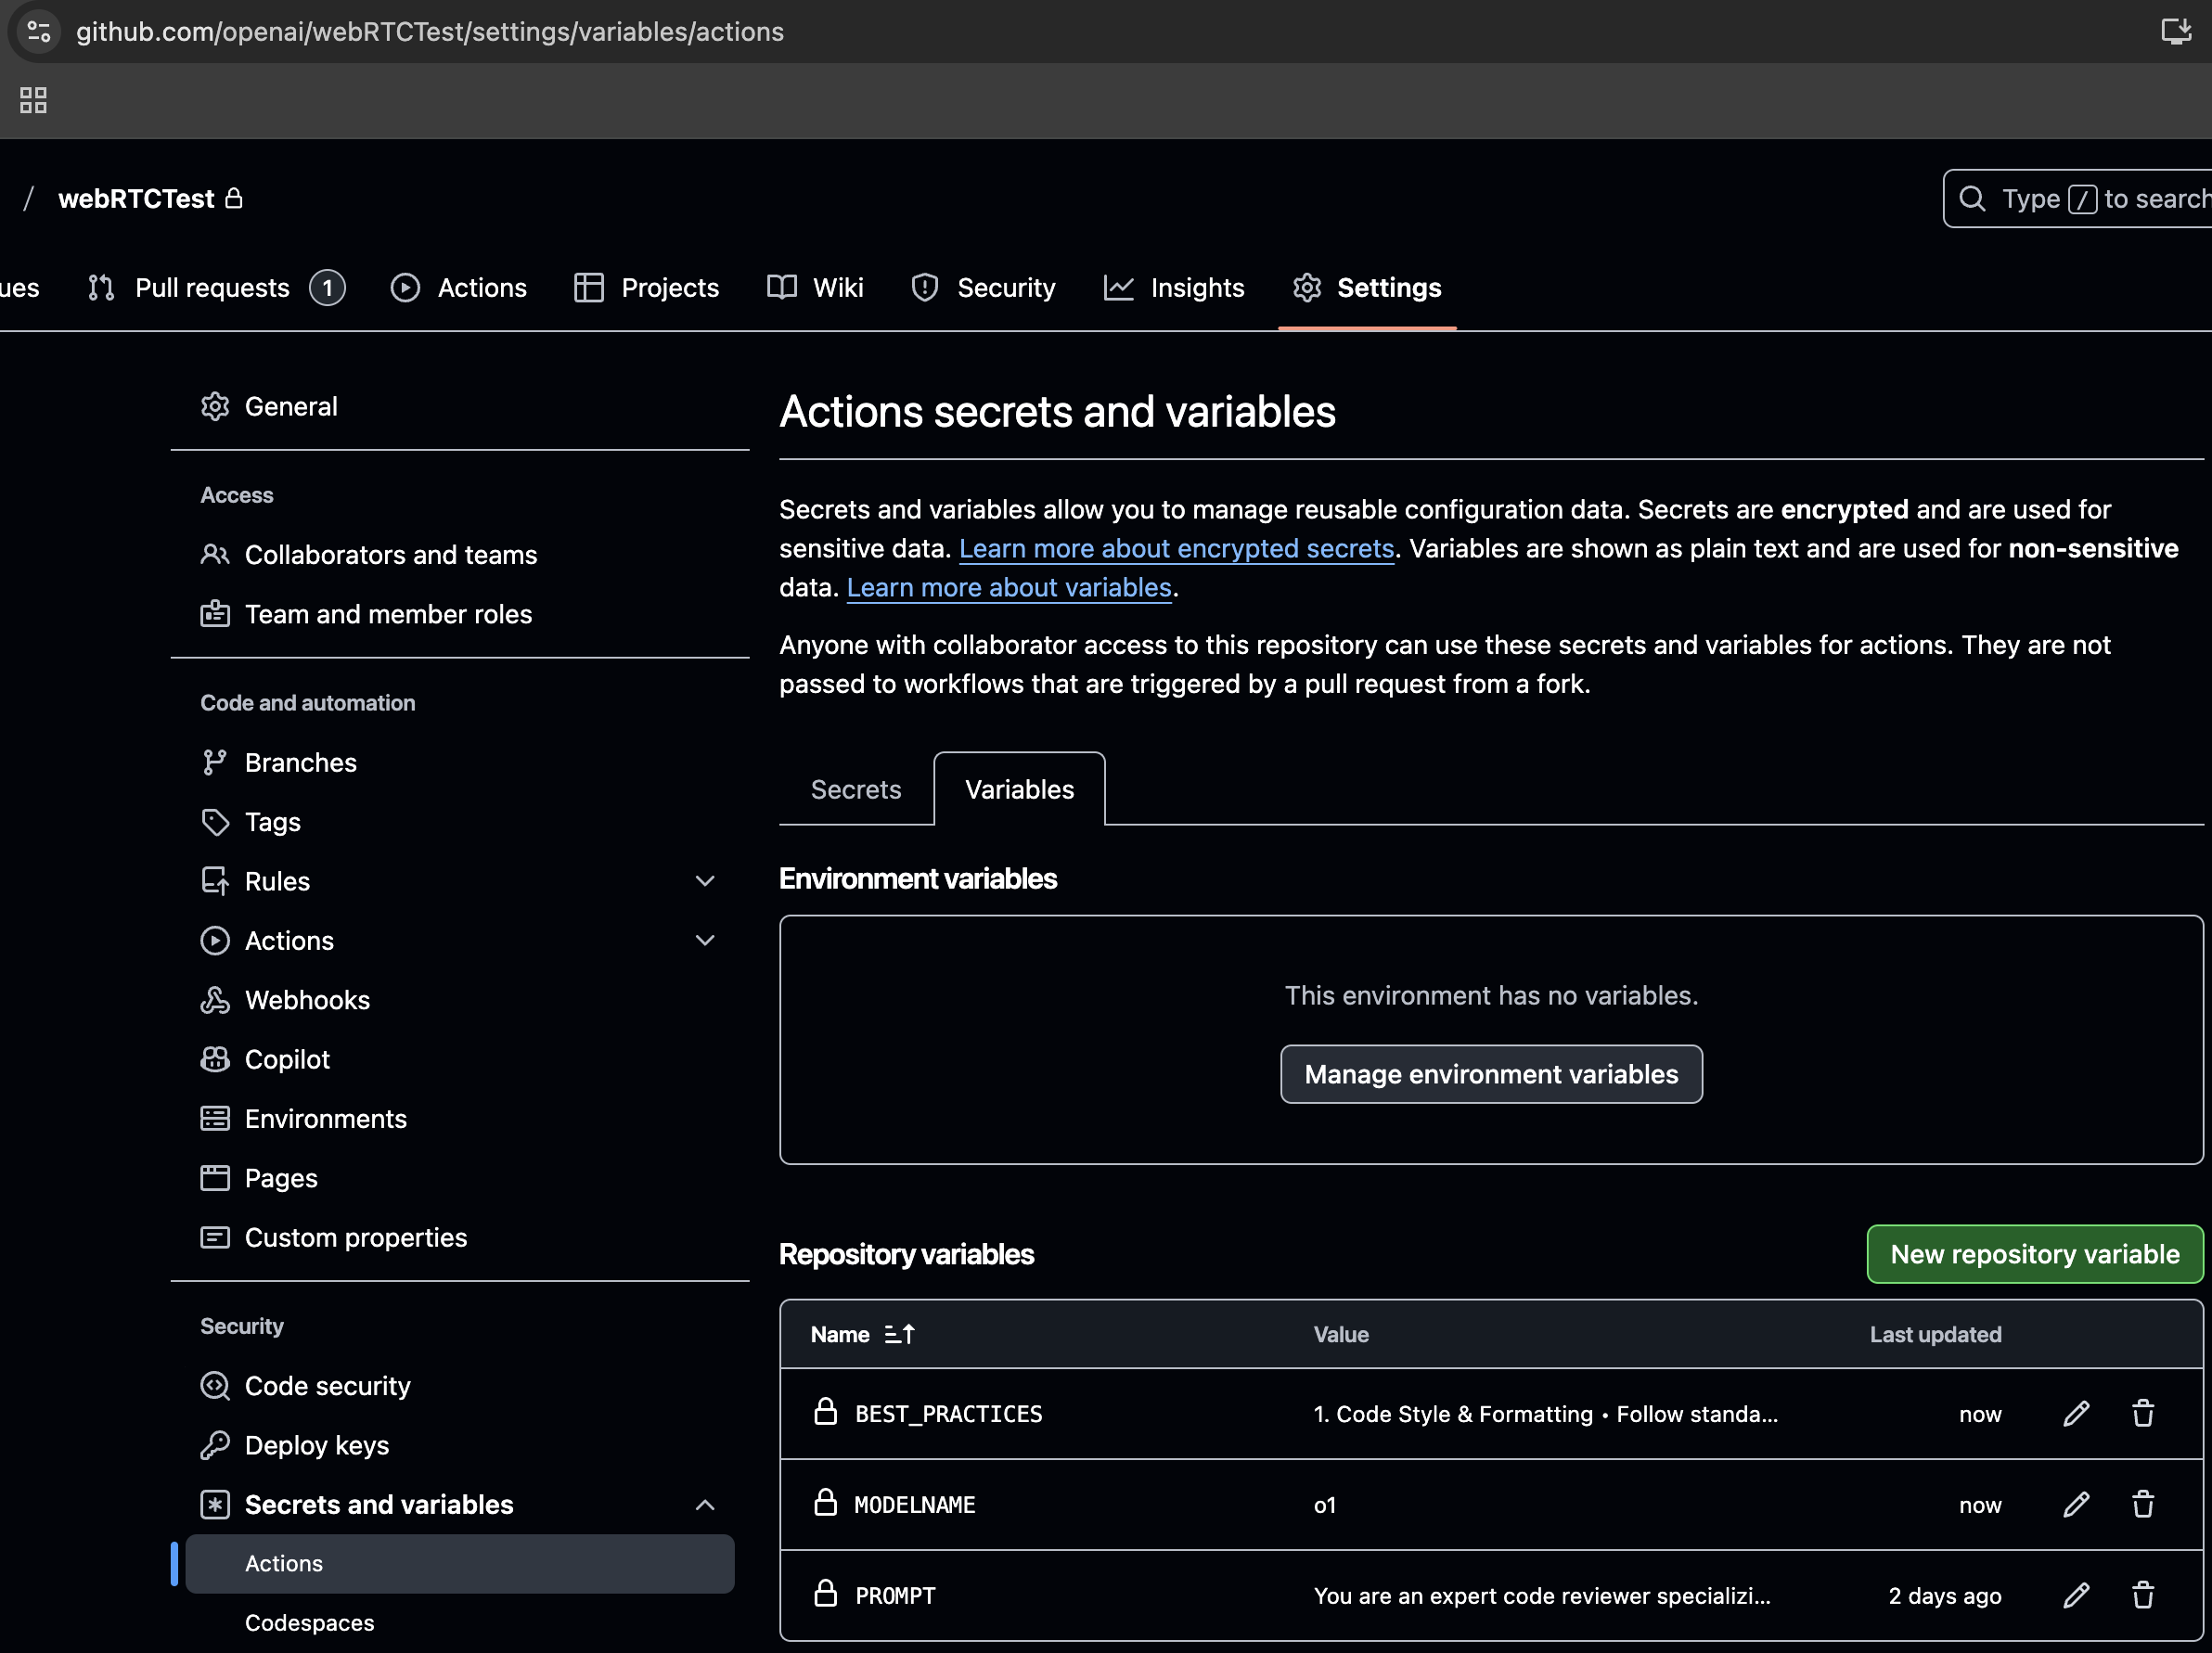 github.com/openai/webRTCTest/settings/variables/actions
/ webRTCTest
Type / to search
ues Pull requests 1 Actions Projects Wiki Security Insights Settings
General
Access
Collaborators and teams
Team and member roles
Code and automation
Branches
Tags
Rules
Actions
Webhooks
Copilot
Environments
Pages
Custom properties
Security
Code security
Deploy keys
Secrets and variables
Actions
Codespaces
Actions secrets and variables
Secrets and variables allow you to manage reusable configuration data. Secrets are encrypted and are used for
sensitive data. Learn more about encrypted secrets. Variables are shown as plain text and are used for non-sensitive
data. Learn more about variables.
Anyone with collaborator access to this repository can use these secrets and variables for actions. They are not
passed to workflows that are triggered by a pull request from a fork.
Secrets Variables
Environment variables
This environment has no variables.
Manage environment variables
Repository variables New repository variable
Name Value Last updated
BEST_PRACTICES 1. Code Style & Formatting • Follow standa... now
MODELNAME o1 now
PROMPT You are an expert code reviewer specializi... 2 days ago